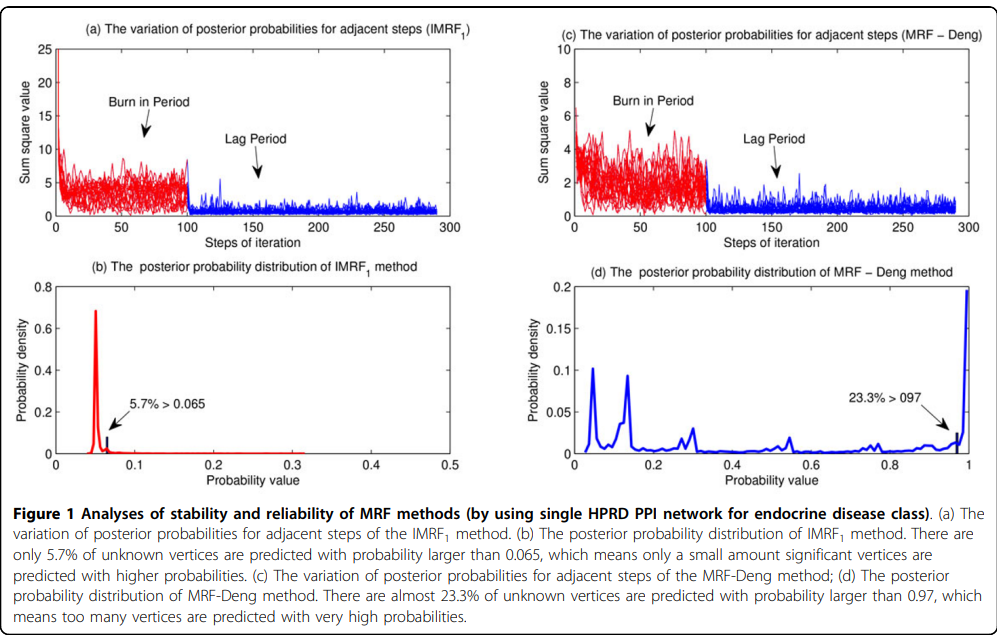 (a) The variation of posterior probabilities for adjacent steps (IMRF1)
25
20
15
10
5
0
Sum square value
Burn in Period
Lag Period
0 50 100 150 200 250 300
Steps of iteration
(c) The variation of posterior probabilities for adjacent steps (MRF – Deng)
10
8
6
4
2
0
Sum square value
Burn in Period
Lag Period
0 50 100 150 200 250 300
Steps of iteration
(b) The posterior probability distribution of IMRF1 method
0.8
0.6
0.4
0.2
0
Probability density
5.7% > 0.065
0 0.1 0.2 0.3 0.4 0.5
Probability value
(d) The posterior probability distribution of MRF – Deng method
0.2
0.15
0.1
0.05
0
Probability density
23.3% > 097
0 0.2 0.4 0.6 0.8 1
Probability value
Figure 1 Analyses of stability and reliability of MRF methods (by using single HPRD PPI network for endocrine disease class). (a) The
variation of posterior probabilities for adjacent steps of the IMRF1 method. (b) The posterior probability distribution of IMRF1 method. There are
only 5.7% of unknown vertices are predicted with probability larger than 0.065, which means only a small amount significant vertices are
predicted with higher probabilities. (c) The variation of posterior probabilities for adjacent steps of the MRF-Deng method; (d) The posterior
probability distribution of MRF-Deng method. There are almost 23.3% of unknown vertices are predicted with probability larger than 0.97, which
means too many vertices are predicted with very high probabilities.